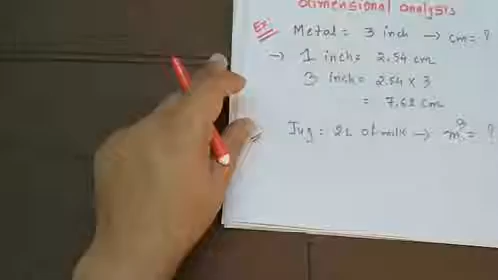 dimensional analysis
Ex: Metal = 3 inch → cm = ?
→ 1 inch = 2.54 cm
3 inch = 2.54 × 3
= 7.62 cm
Jug = 2L of milk → m³ = ?